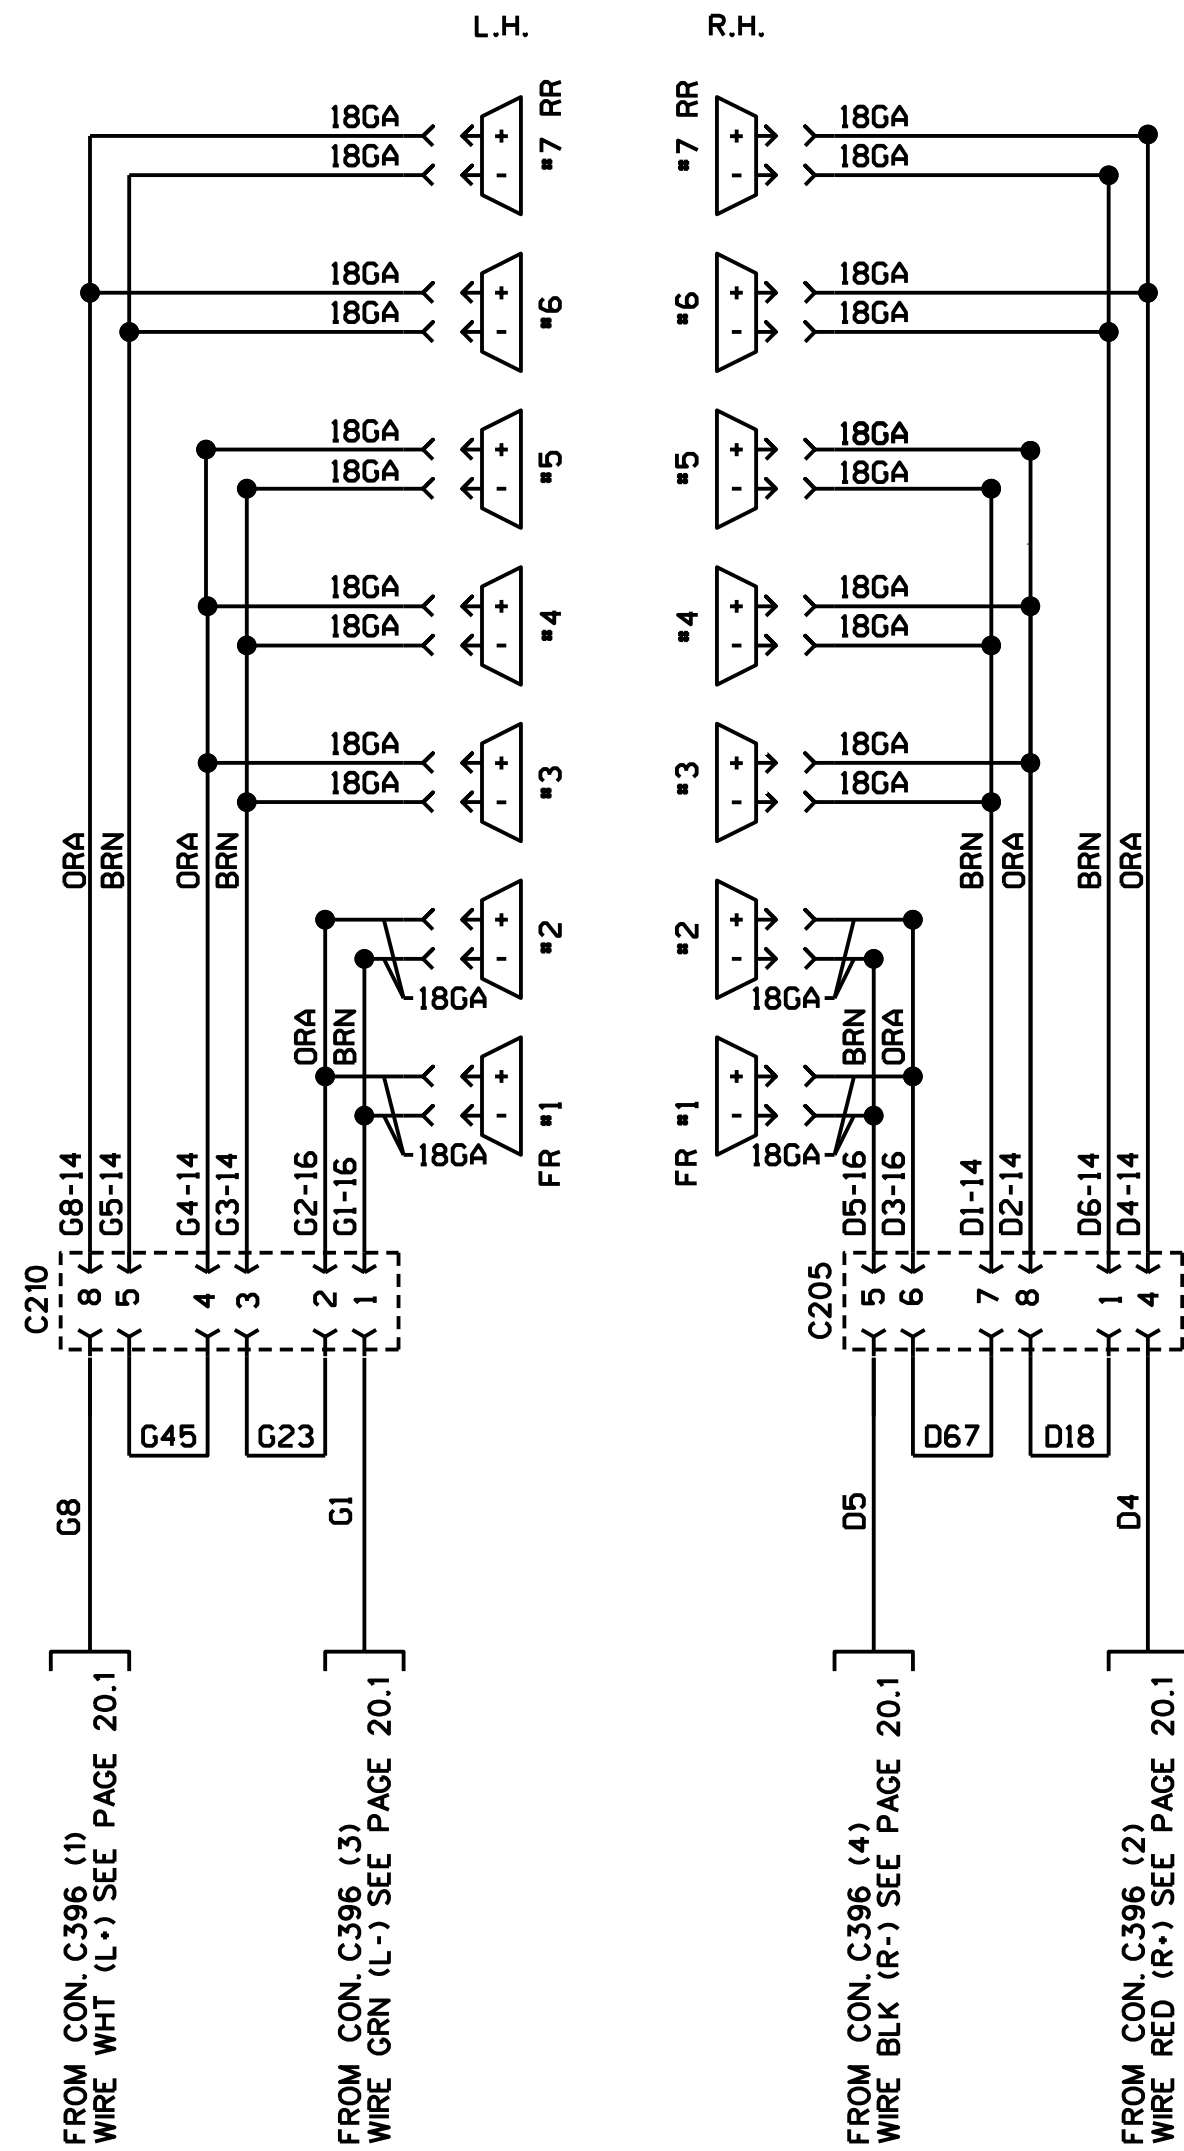 L.H. R.H.
18GA + #7 RR RR #7 + 18GA
18GA - - 18GA
18GA + #6 #6 + 18GA
18GA - - 18GA
18GA + #5 #5 + 18GA
18GA - - 18GA
18GA + #4 #4 + 18GA
18GA - - 18GA
18GA + #3 #3 + 18GA
18GA - - 18GA
ORA BRN ORA BRN BRN ORA BRN ORA
+ #2 #2 +
- -
18GA 18GA
ORA BRN BRN ORA
+ FR #1 FR #1 +
- -
18GA 18GA
G8-14 G5-14 G4-14 G3-14 G2-16 G1-16 D5-16 D3-16 D1-14 D2-14 D6-14 D4-14
C210 8 5 4 3 2 1 C205 5 6 7 8 1 4
G45 G23 D67 D18
G8 G1 D5 D4
FROM CON. C396 (1)
WIRE WHT (L+) SEE PAGE 20.1
FROM CON. C396 (3)
WIRE GRN (L-) SEE PAGE 20.1
FROM CON. C396 (4)
WIRE BLK (R-) SEE PAGE 20.1
FROM CON. C396 (2)
WIRE RED (R+) SEE PAGE 20.1